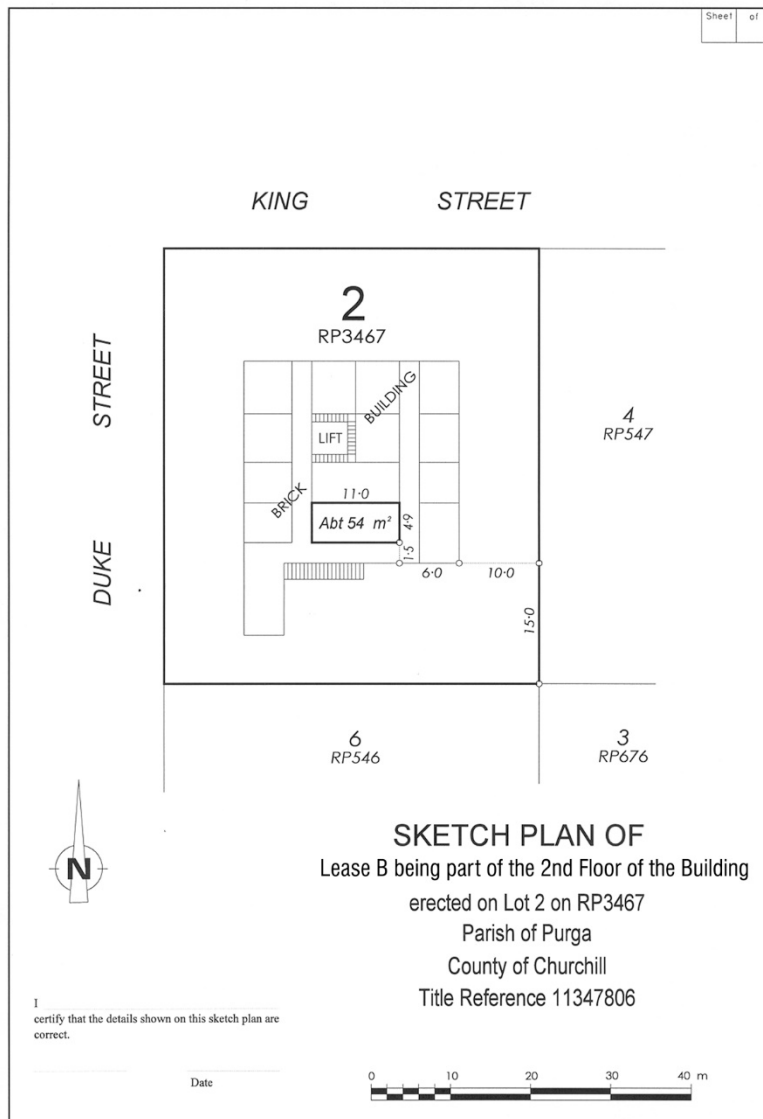 Sheet of
KING STREET
DUKE STREET
2
RP3467
BUILDING
LIFT
BRICK
11·0
Abt 54 m²
4·9
1·5
6·0
10·0
15·0
4
RP547
6
RP546
3
RP676
N
SKETCH PLAN OF
Lease B being part of the 2nd Floor of the Building
erected on Lot 2 on RP3467
Parish of Purga
County of Churchill
Title Reference 11347806
I
certify that the details shown on this sketch plan are
correct.
Date
0 10 20 30 40 m